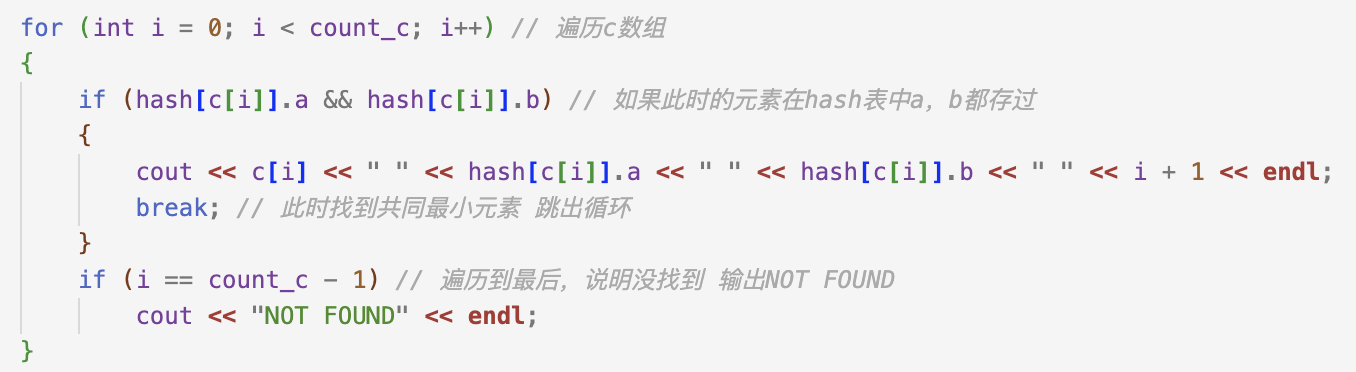 for (int i = 0; i < count_c; i++) // 遍历c数组
{
    if (hash[c[i]].a && hash[c[i]].b) // 如果此时的元素在hash表中a，b都存过
    {
        cout << c[i] << " " << hash[c[i]].a << " " << hash[c[i]].b << " " << i + 1 << endl;
        break; // 此时找到共同最小元素 跳出循环
    }
    if (i == count_c - 1) // 遍历到最后，说明没找到 输出NOT FOUND
        cout << "NOT FOUND" << endl;
}